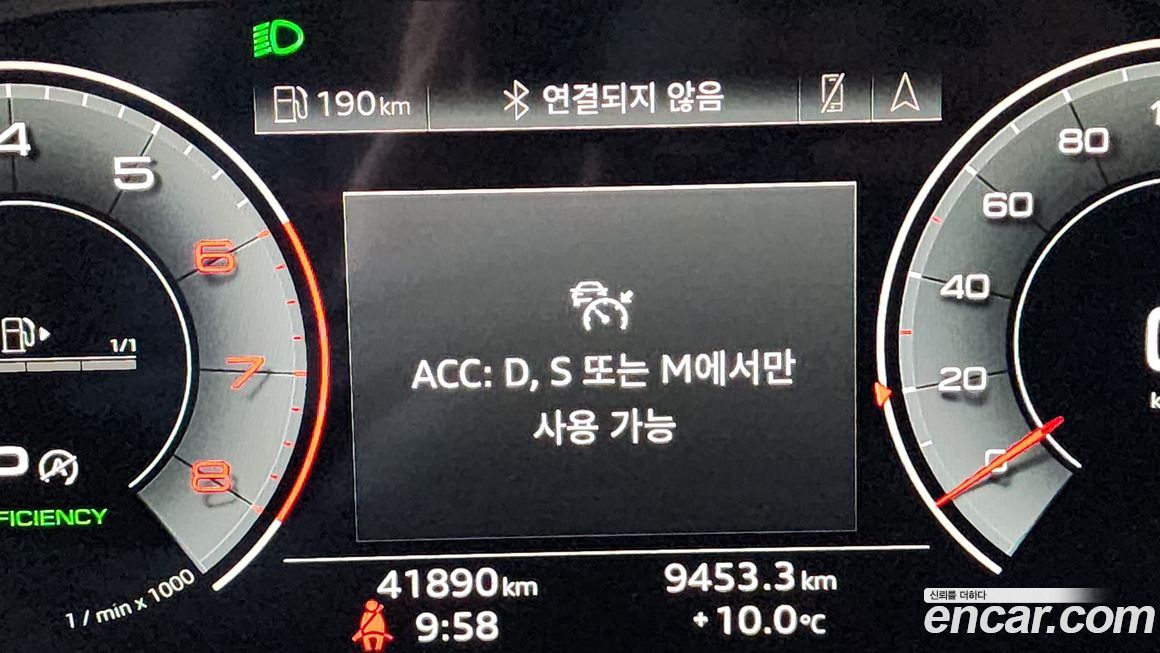 190km
연결되지 않음
4
5
6
7
8
1/1
P
FICIENCY
1 / min x 1000
ACC: D, S 또는 M에서만
사용 가능
80
60
40
20
0
41890km
9453.3km
9:58
+10.0°C
신뢰를 더하다
encar.com